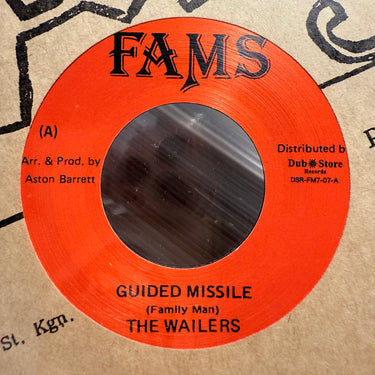 FAMS
(A)
Arr. & Prod. by
Aston Barrett
Distributed b
Dub Store
Records
DSR-FM7-07-A
GUIDED MISSILE
(Family Man)
THE WAILERS
St. Kgn.